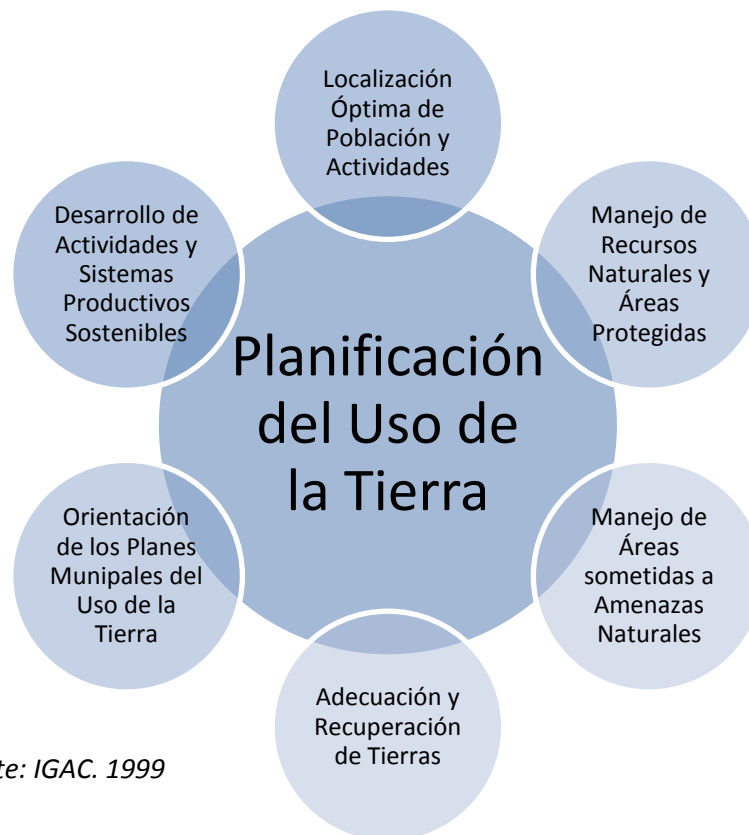 Localización
Óptima de
Población y
Actividades
Manejo de
Recursos
Naturales y
Áreas
Protegidas
Manejo de
Áreas
sometidas a
Amenazas
Naturales
Adecuación y
Recuperación
de Tierras
Orientación
de los Planes
Munipales del
Uso de la
Tierra
Desarrollo de
Actividades y
Sistemas
Productivos
Sostenibles
Planificación
del Uso de
la Tierra
te: IGAC. 1999